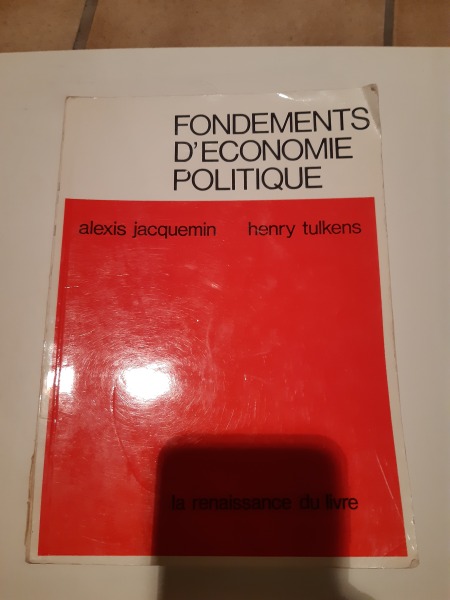 FONDEMENTS
D'ECONOMIE
POLITIQUE
alexis jacquemin henry tulkens
la renaissance du livre